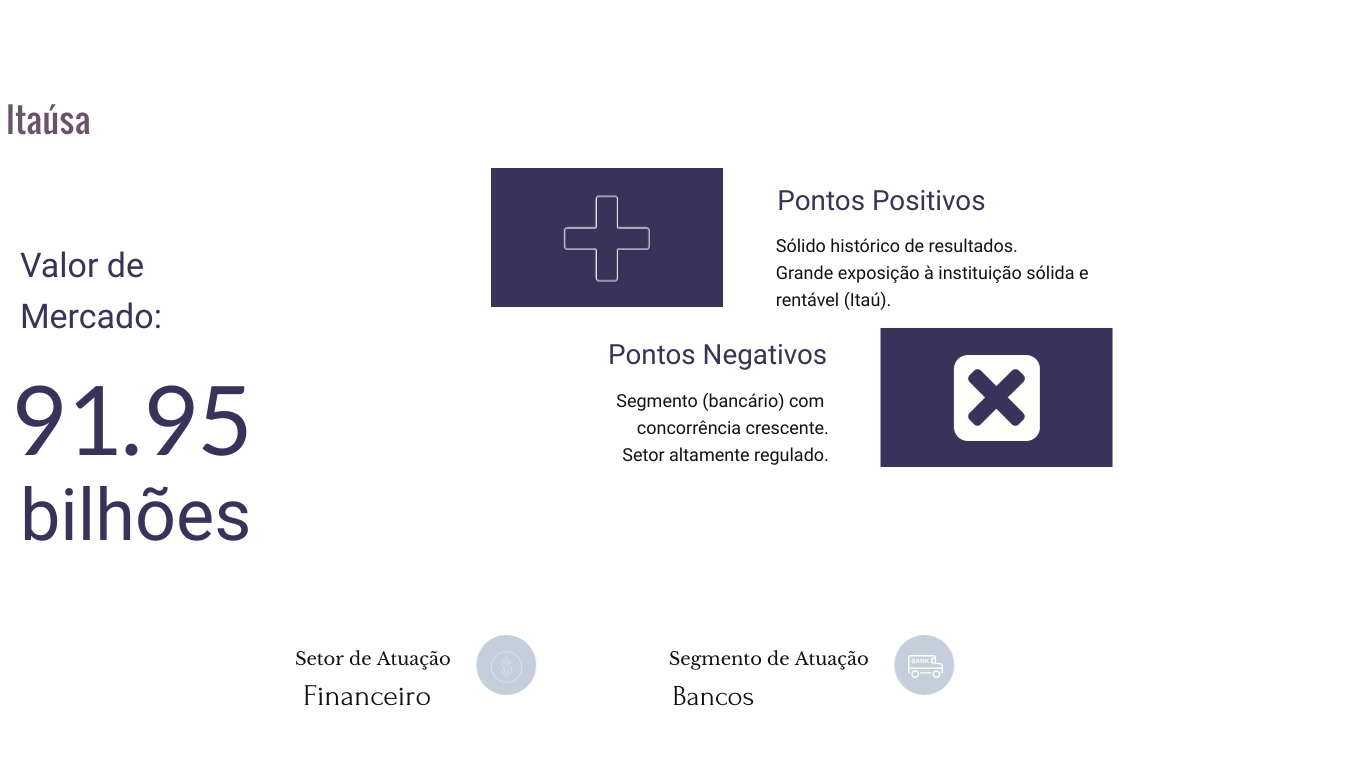 Itaúsa
Valor de
Mercado:
91.95
bilhões
Pontos Positivos
Sólido histórico de resultados.
Grande exposição à instituição sólida e
rentável (Itaú).
Pontos Negativos
Segmento (bancário) com
concorrência crescente.
Setor altamente regulado.
Setor de Atuação
Financeiro
$
Segmento de Atuação
Bancos
BANK